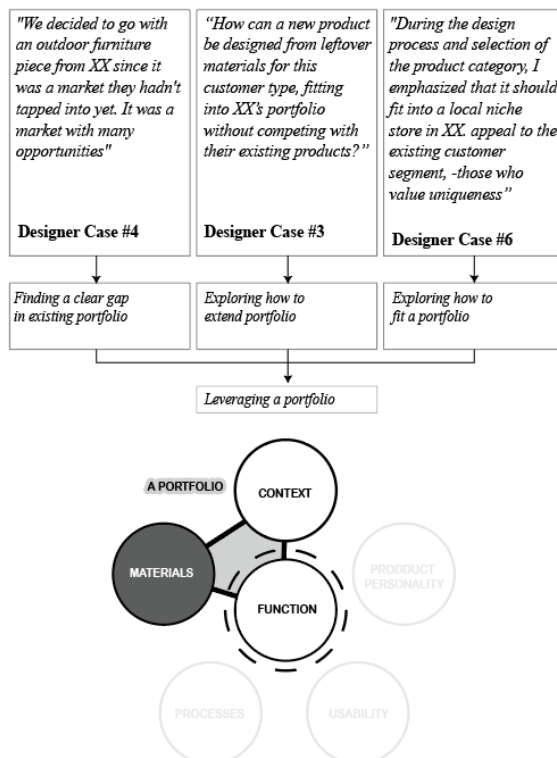 "We decided to go with
an outdoor furniture
piece from XX since it
was a market they hadn't
tapped into yet. It was a
market with many
opportunities"
Designer Case #4
“How can a new product
be designed from leftover
materials for this
customer type, fitting
into XX's portfolio
without competing with
their existing products?”
Designer Case #3
"During the design
process and selection of
the product category, I
emphasized that it should
fit into a local niche
store in XX. appeal to the
existing customer
segment, -those who
value uniqueness”
Designer Case #6
Finding a clear gap
in existing portfolio
Exploring how to
extend portfolio
Exploring how to
fit a portfolio
Leveraging a portfolio
A PORTFOLIO
CONTEXT
MATERIALS
FUNCTION
PRODDUCT
PERSONALITY
PROCESSES
USABILITY